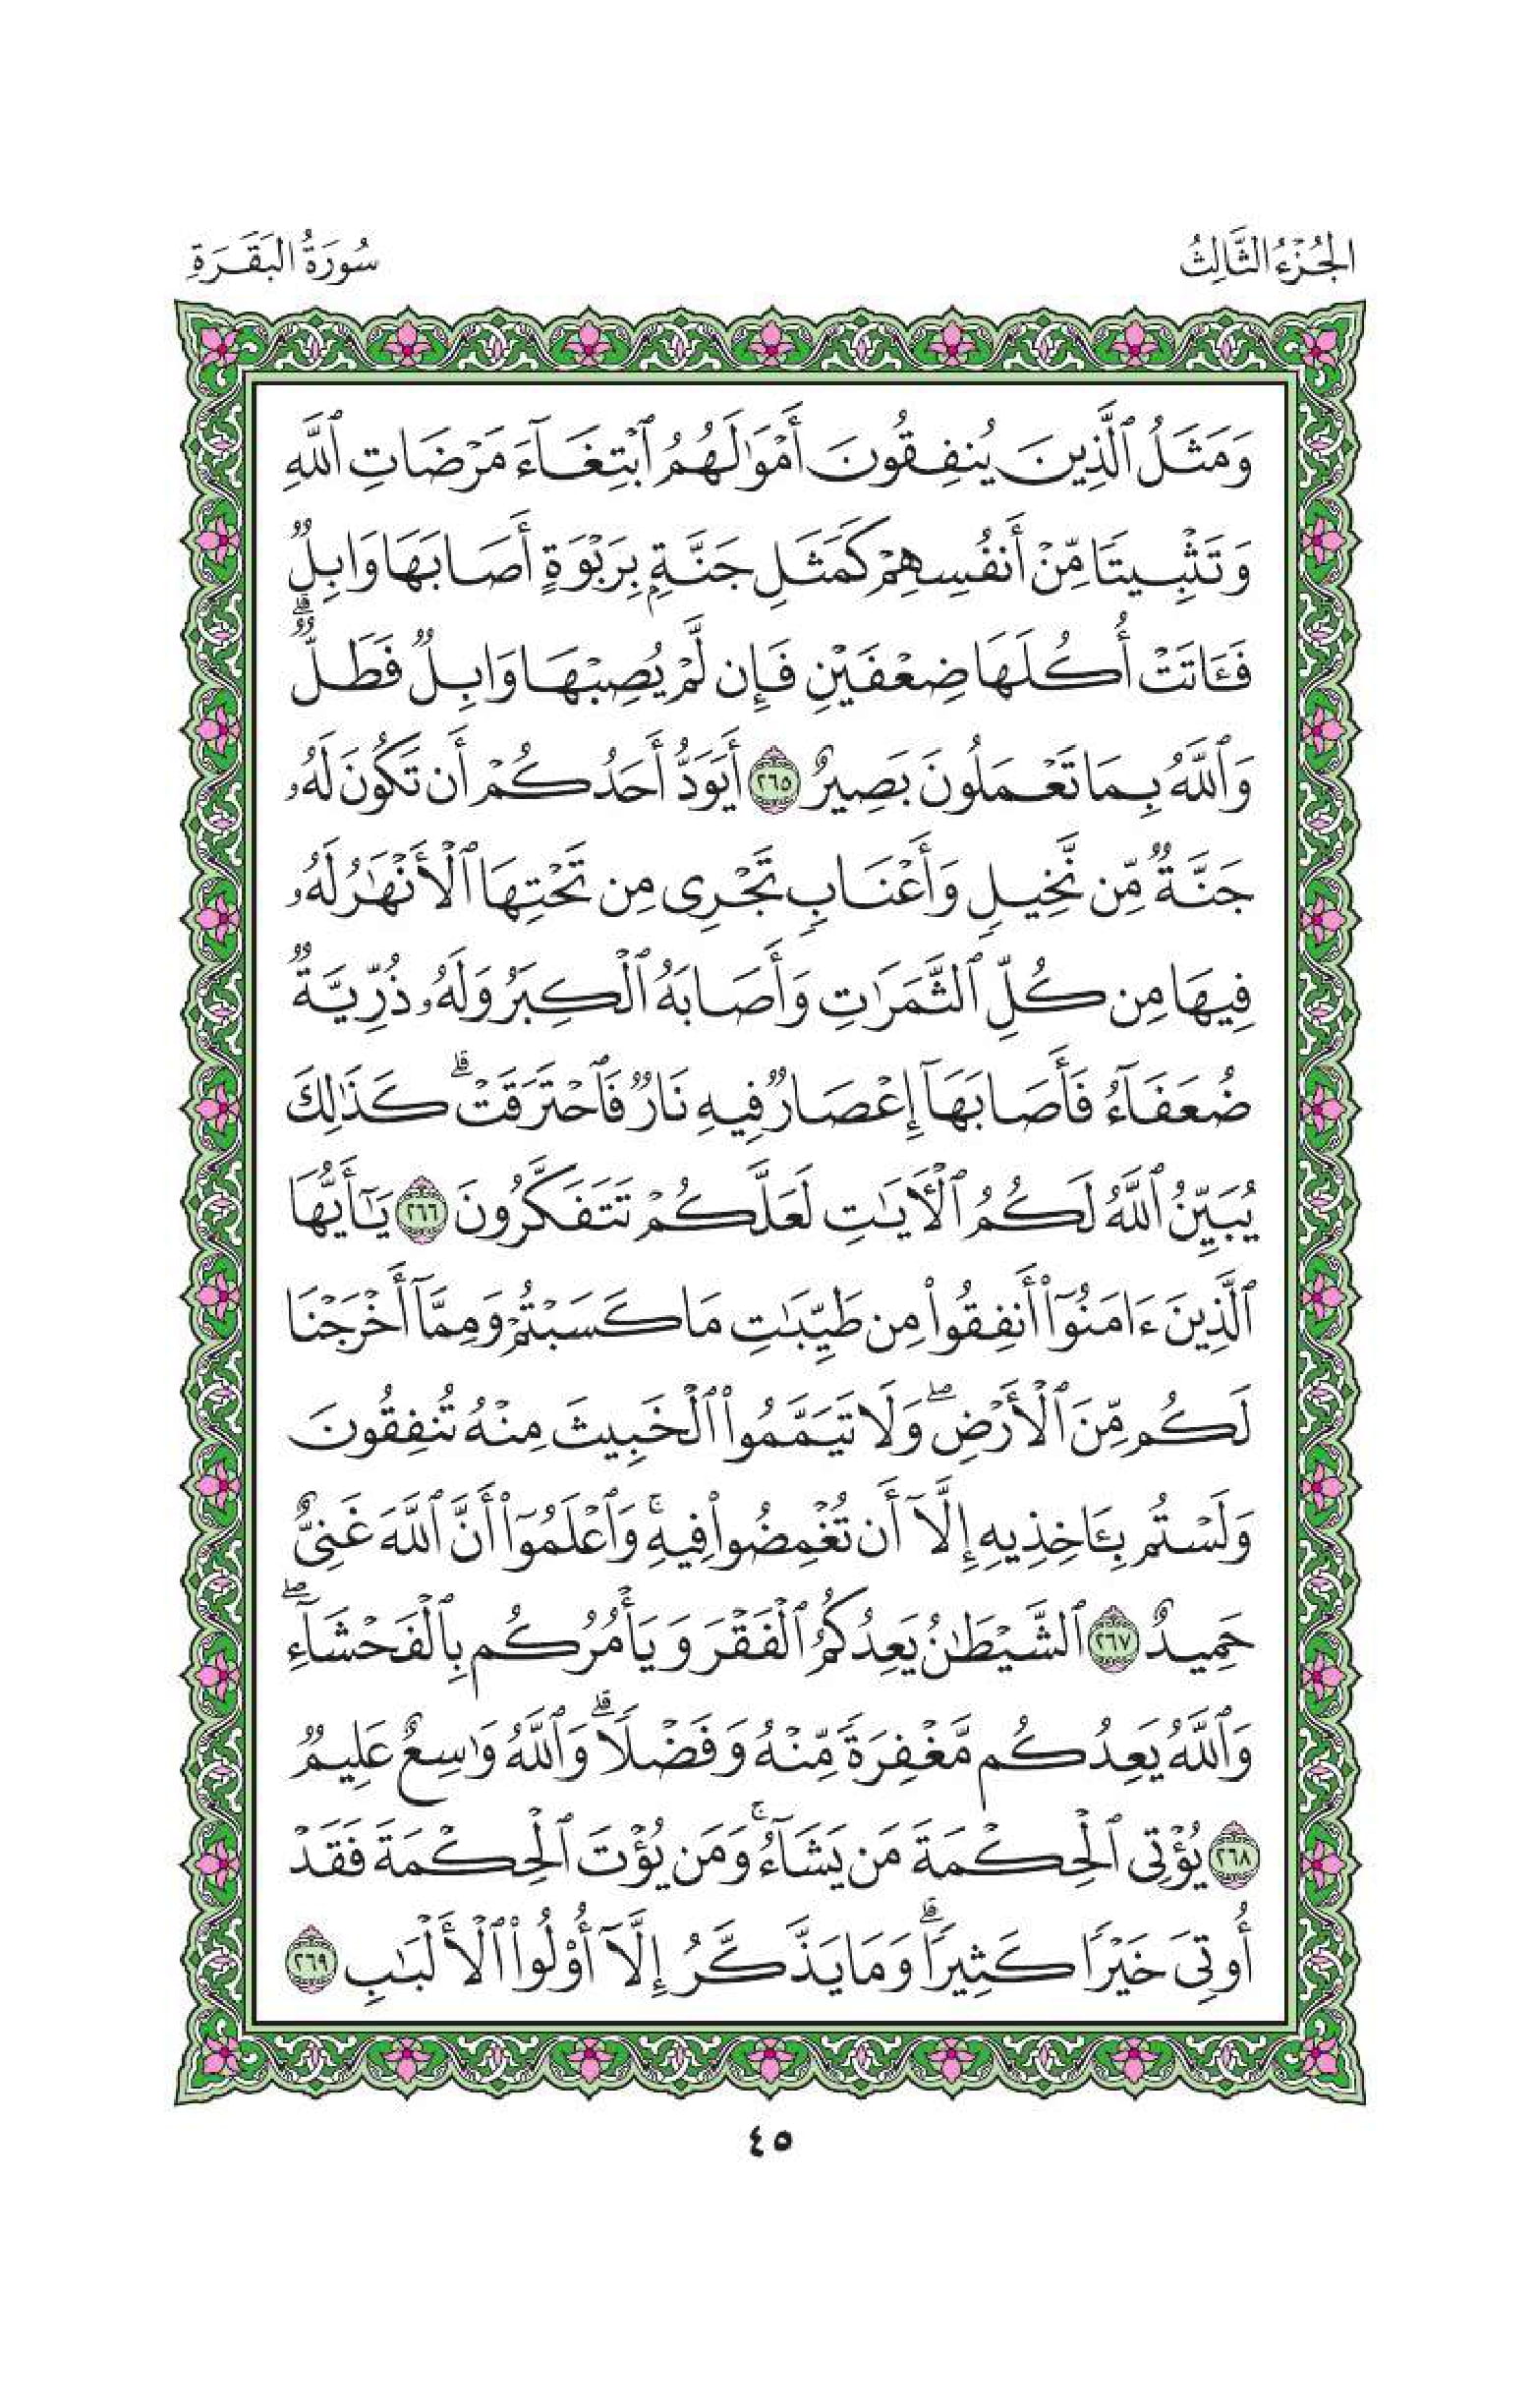 الجُزْءُ الثَّالِثُ
سُورَةُ البَقَرَةِ
وَمَثَلُ ٱلَّذِينَ يُنفِقُونَ أَمْوَٰلَهُمُ ٱبْتِغَآءَ مَرْضَاتِ ٱللَّهِ
وَتَثْبِيتًا مِّنْ أَنفُسِهِمْ كَمَثَلِ جَنَّةٍۭ بِرَبْوَةٍ أَصَابَهَا وَابِلٌ
فَـَٔاتَتْ أُكُلَهَا ضِعْفَيْنِ فَإِن لَّمْ يُصِبْهَا وَابِلٌ فَطَلٌّ ۗ
وَٱللَّهُ بِمَا تَعْمَلُونَ بَصِيرٌ ٢٦٥ أَيَوَدُّ أَحَدُكُمْ أَن تَكُونَ لَهُۥ
جَنَّةٌ مِّن نَّخِيلٍ وَأَعْنَابٍ تَجْرِى مِن تَحْتِهَا ٱلْأَنْهَٰرُ لَهُۥ
فِيهَا مِن كُلِّ ٱلثَّمَرَٰتِ وَأَصَابَهُ ٱلْكِبَرُ وَلَهُۥ ذُرِّيَّةٌ
ضُعَفَآءُ فَأَصَابَهَآ إِعْصَارٌ فِيهِ نَارٌ فَٱحْتَرَقَتْ ۗ كَذَٰلِكَ
يُبَيِّنُ ٱللَّهُ لَكُمُ ٱلْـَٔايَٰتِ لَعَلَّكُمْ تَتَفَكَّرُونَ ٢٦٦ يَٰٓأَيُّهَا
ٱلَّذِينَ ءَامَنُوٓا۟ أَنفِقُوا۟ مِن طَيِّبَٰتِ مَا كَسَبْتُمْ وَمِمَّآ أَخْرَجْنَا
لَكُم مِّنَ ٱلْأَرْضِ ۖ وَلَا تَيَمَّمُوا۟ ٱلْخَبِيثَ مِنْهُ تُنفِقُونَ
وَلَسْتُم بِـَٔاخِذِيهِ إِلَّآ أَن تُغْمِضُوا۟ فِيهِ ۚ وَٱعْلَمُوٓا۟ أَنَّ ٱللَّهَ غَنِىٌّ
حَمِيدٌ ٢٦٧ ٱلشَّيْطَٰنُ يَعِدُكُمُ ٱلْفَقْرَ وَيَأْمُرُكُم بِٱلْفَحْشَآءِ ۖ
وَٱللَّهُ يَعِدُكُم مَّغْفِرَةً مِّنْهُ وَفَضْلًا ۗ وَٱللَّهُ وَٰسِعٌ عَلِيمٌ
٢٦٨ يُؤْتِى ٱلْحِكْمَةَ مَن يَشَآءُ ۚ وَمَن يُؤْتَ ٱلْحِكْمَةَ فَقَدْ
أُوتِىَ خَيْرًا كَثِيرًا ۗ وَمَا يَذَّكَّرُ إِلَّآ أُو۟لُوا۟ ٱلْأَلْبَٰبِ ٢٦٩
٤٥